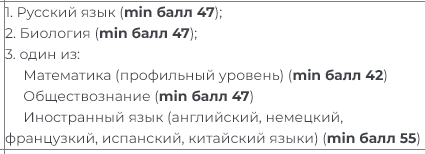 1. Русский язык (min балл 47);
2. Биология (min балл 47);
3. один из:
Математика (профильный уровень) (min балл 42)
Обществознание (min балл 47)
Иностранный язык (английский, немецкий,
французкий, испанский, китайский языки) (min балл 55)